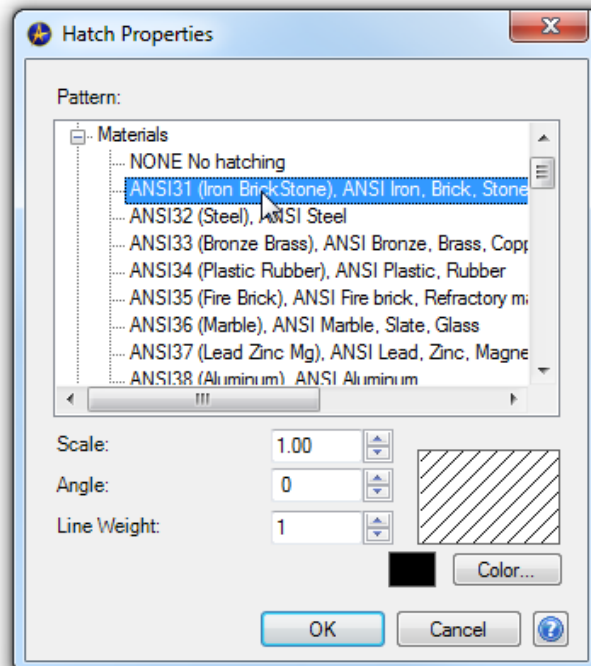 Hatch Properties
Pattern:
Materials
NONE No hatching
ANSI31 (Iron BrickStone), ANSI Iron, Brick, Stone
ANSI32 (Steel), ANSI Steel
ANSI33 (Bronze Brass), ANSI Bronze, Brass, Copp
ANSI34 (Plastic Rubber), ANSI Plastic, Rubber
ANSI35 (Fire Brick), ANSI Fire brick, Refractory ma
ANSI36 (Marble), ANSI Marble, Slate, Glass
ANSI37 (Lead Zinc Mg), ANSI Lead, Zinc, Magne
ANSI38 (Aluminum), ANSI Aluminum
Scale: 1.00
Angle: 0
Line Weight: 1
Color...
OK Cancel ?